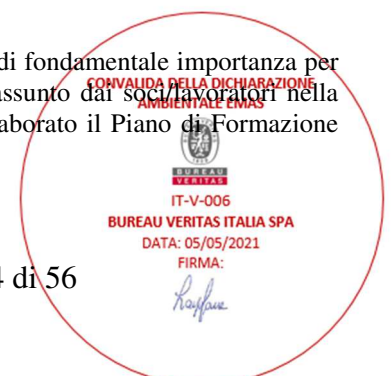 di fondamentale importanza per
assunto dai soci/lavoratori nella
aborato il Piano di Formazione
CONVALIDA DELLA DICHIARAZIONE
AMBIENTALE EMAS
BUREAU
VERITAS
IT-V-006
BUREAU VERITAS ITALIA SPA
DATA: 05/05/2021
FIRMA:
4 di 56